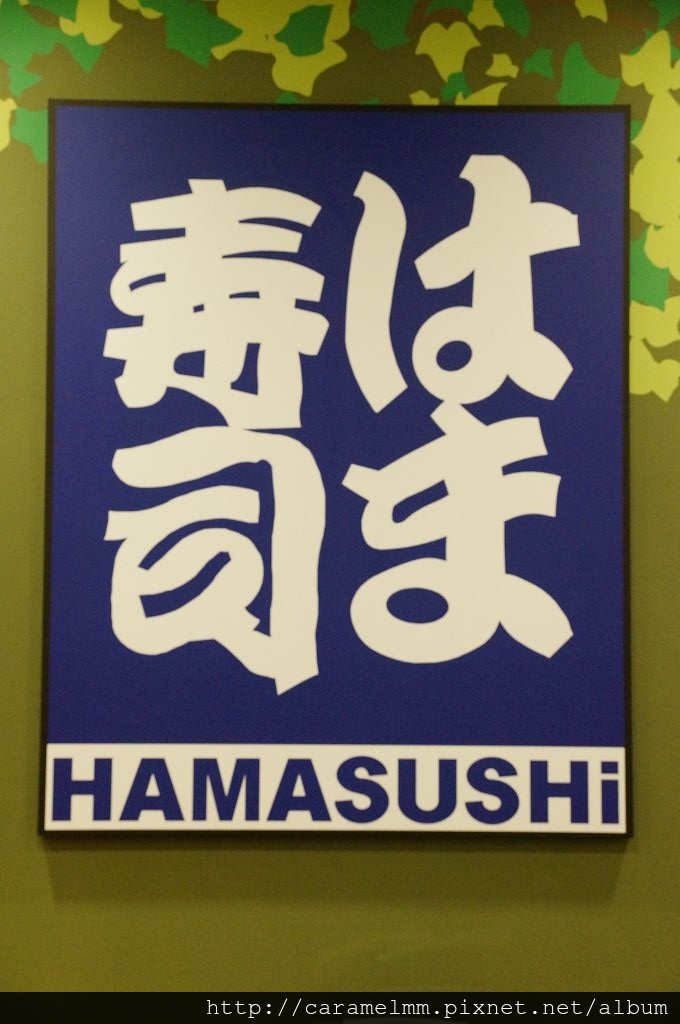 はま
寿司
HAMASUSHi
http://caramelmm.pixnet.net/album